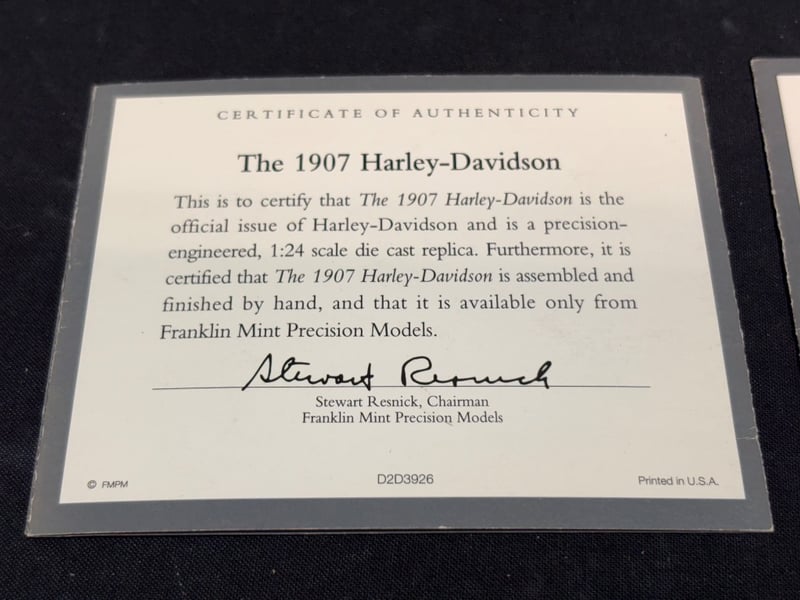 CERTIFICATE OF AUTHENTICITY
The 1907 Harley-Davidson
This is to certify that The 1907 Harley-Davidson is the
official issue of Harley-Davidson and is a precision-
engineered, 1:24 scale die cast replica. Furthermore, it is
certified that The 1907 Harley-Davidson is assembled and
finished by hand, and that it is available only from
Franklin Mint Precision Models.
Stewart Resnick
Stewart Resnick, Chairman
Franklin Mint Precision Models
© FMPM
D2D3926
Printed in U.S.A.